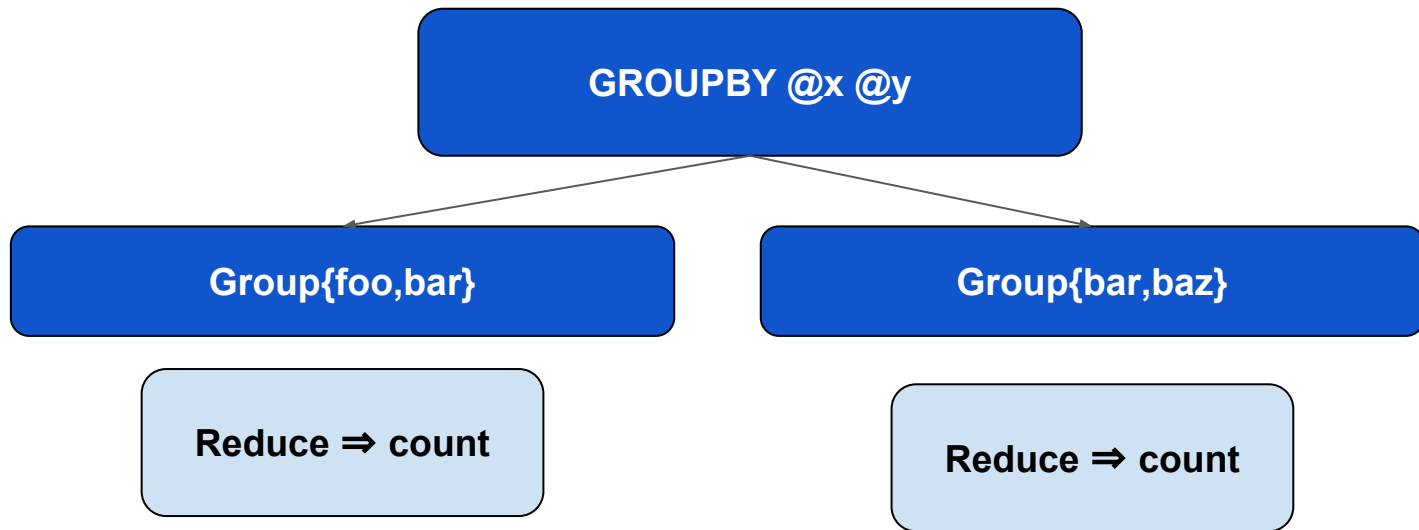 GROUPBY @x @y
Group{foo,bar}
Group{bar,baz}
Reduce ⇒ count
Reduce ⇒ count